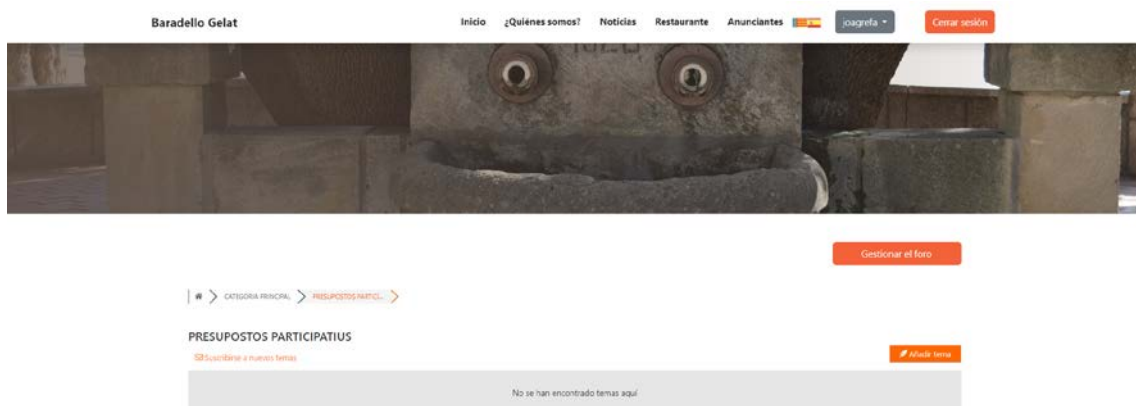 Baradello Gelat Inicio ¿Quiénes somos? Noticias Restaurante Anunciantes joagrefa Cerrar sesión
Gestionar el foro
CATEGORIA PRINCIPAL PRESUPOSTOS PARTICI...
PRESUPOSTOS PARTICIPATIUS
Suscribirse a nuevos temas Añadir tema
No se han encontrado temas aquí